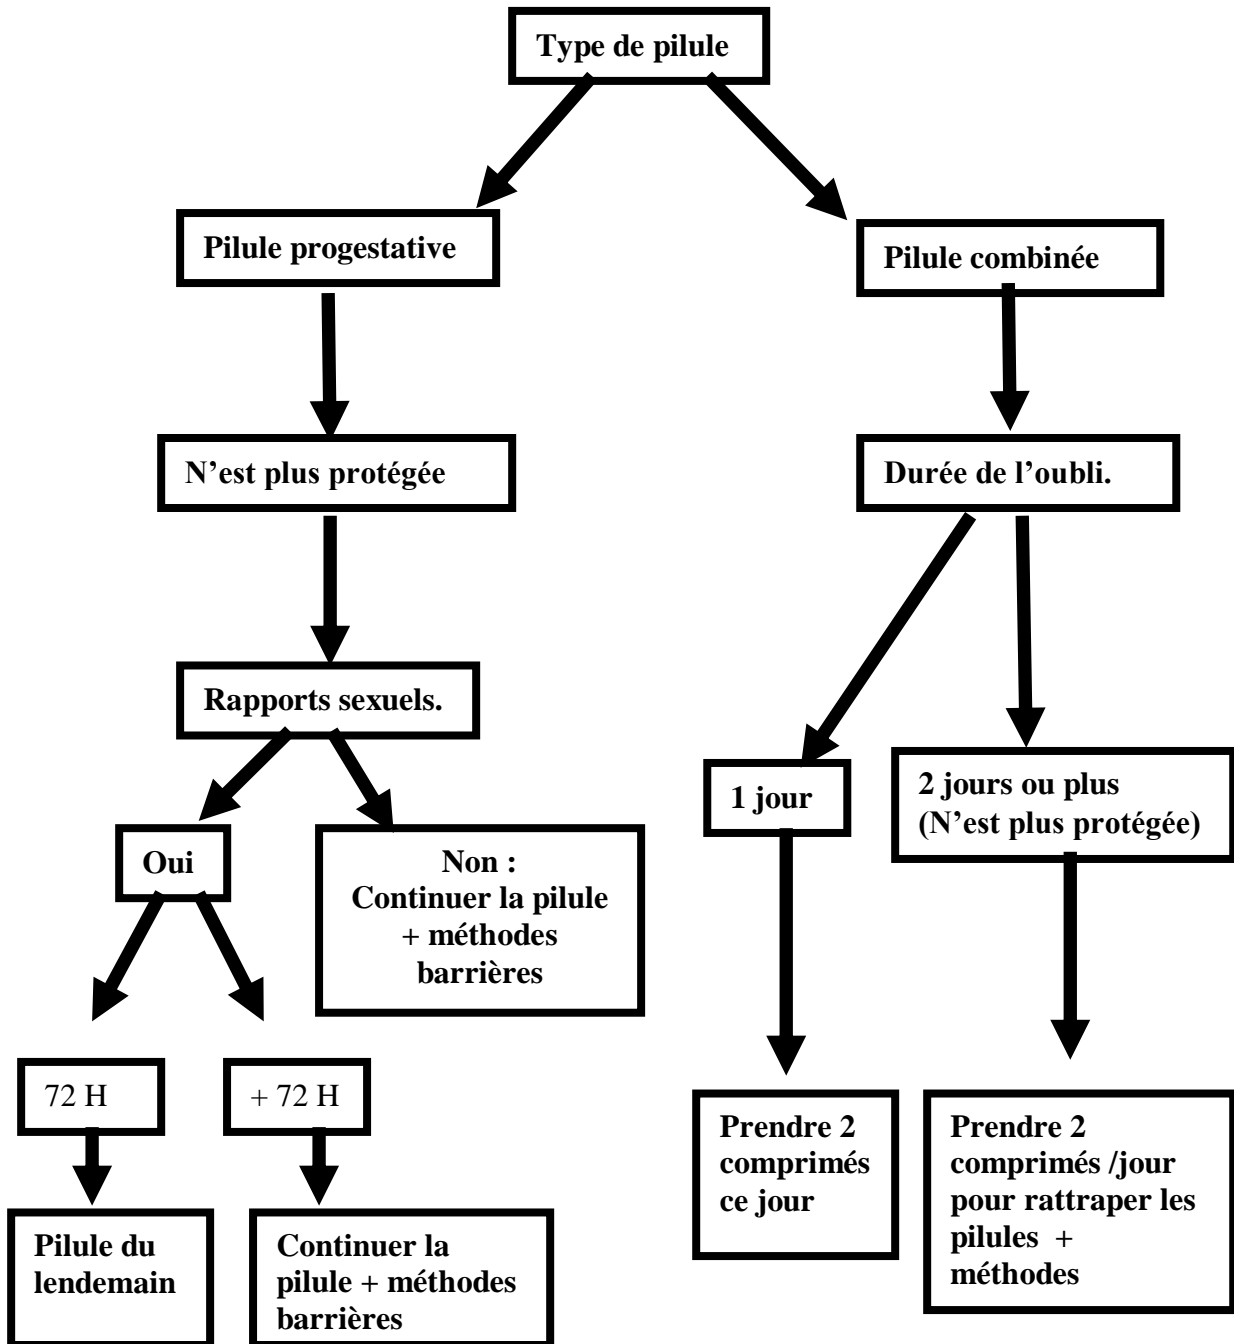 Type de pilule
Pilule progestative
Pilule combinée
N’est plus protégée
Durée de l’oubli.
Rapports sexuels.
1 jour
2 jours ou plus
(N’est plus protégée)
Oui
Non :
Continuer la pilule
+ méthodes
barrières
72 H
+ 72 H
Prendre 2
comprimés
ce jour
Prendre 2
comprimés /jour
pour rattraper les
pilules +
méthodes
Pilule du
lendemain
Continuer la
pilule + méthodes
barrières